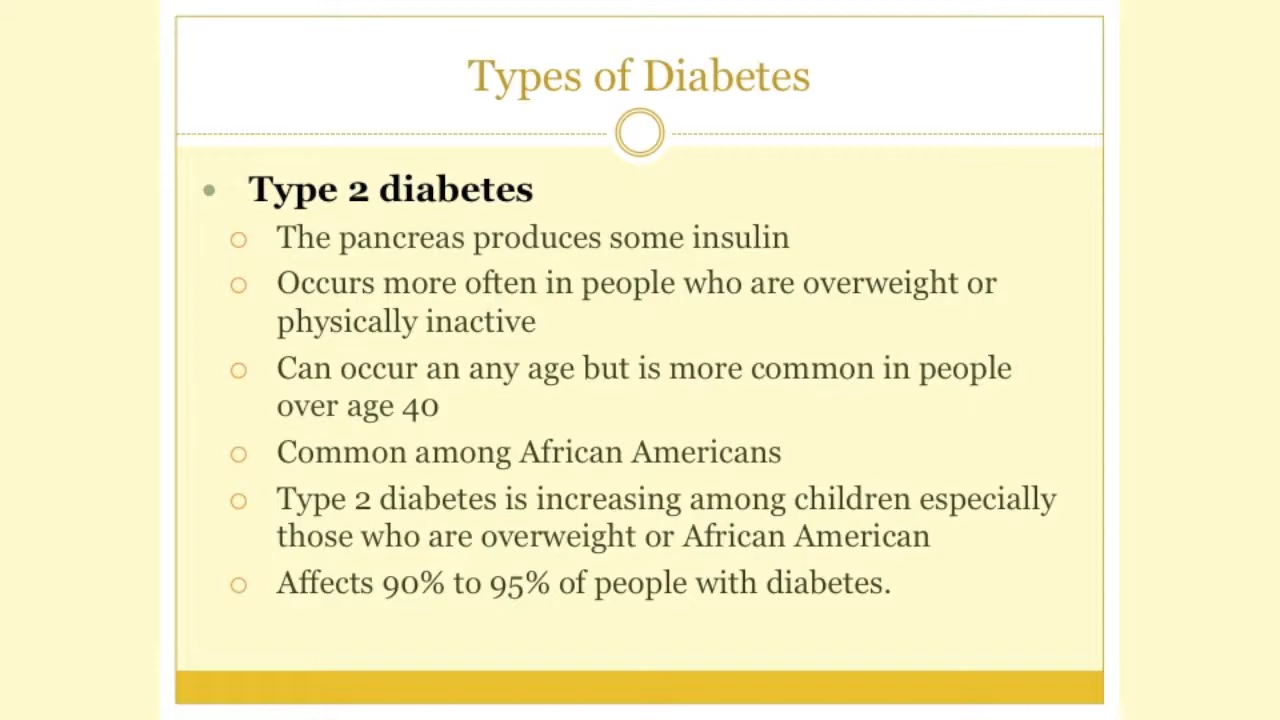 Types of Diabetes
• Type 2 diabetes
○ The pancreas produces some insulin
○ Occurs more often in people who are overweight or
physically inactive
○ Can occur an any age but is more common in people
over age 40
○ Common among African Americans
○ Type 2 diabetes is increasing among children especially
those who are overweight or African American
○ Affects 90% to 95% of people with diabetes.